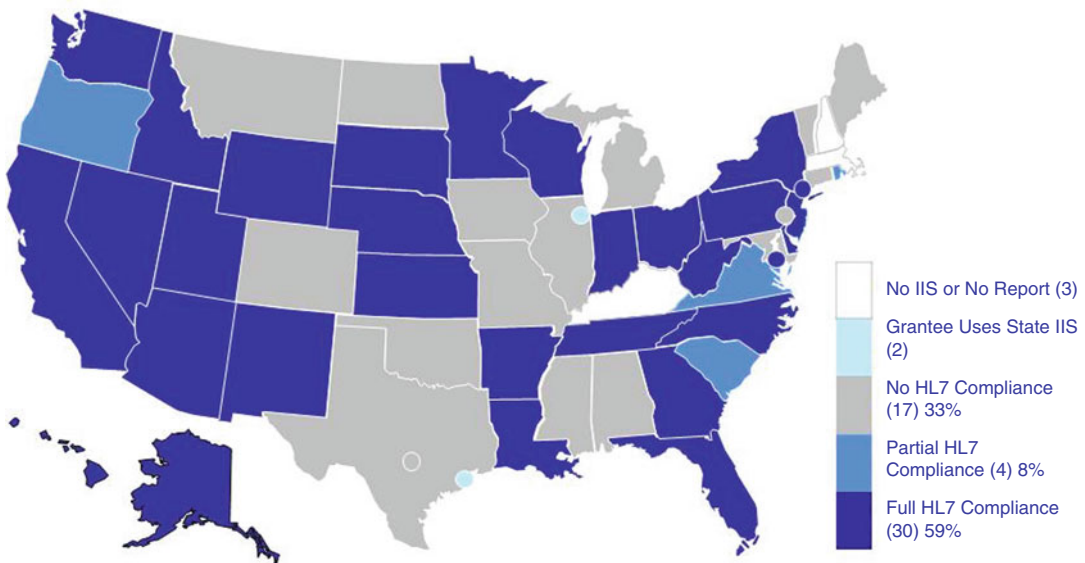 No IIS or No Report (3)
Grantee Uses State IIS
(2)
No HL7 Compliance
(17) 33%
Partial HL7
Compliance (4) 8%
Full HL7 Compliance
(30) 59%